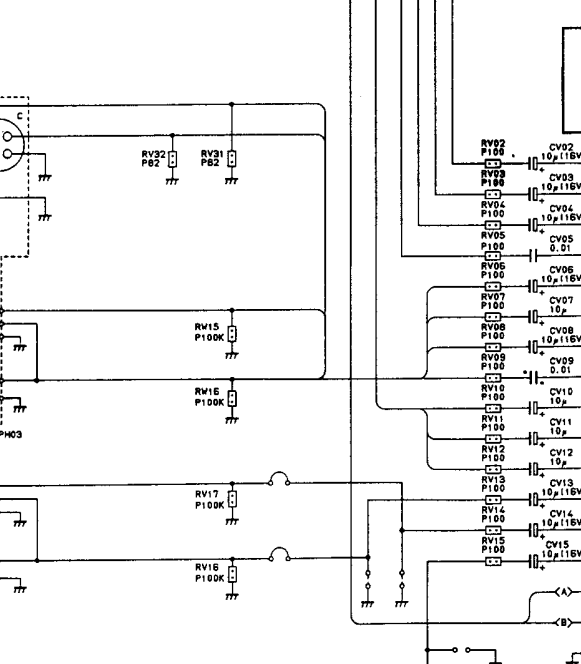 C
RV32
P82
RV31
P82
RW15
P100K
RW16
P100K
PH03
RV17
P100K
RV16
P100K
RV02
P100
RV03
P100
RV04
P100
RV05
P100
RV06
P100
RV07
P100
RV08
P100
RV09
P100
RV10
P100
RV11
P100
RV12
P100
RV13
P100
RV14
P100
RV15
P100
CV02
10μ(16V
CV03
10μ(16V
CV04
10μ(16V
CV05
0.01
CV06
10μ(16V
CV07
10μ
CV08
10μ(16V
CV09
0.01
CV10
10μ
CV11
10μ
CV12
10μ
CV13
10μ(16V
CV14
10μ(16V
CV15
10μ(16V
(A)
(B)